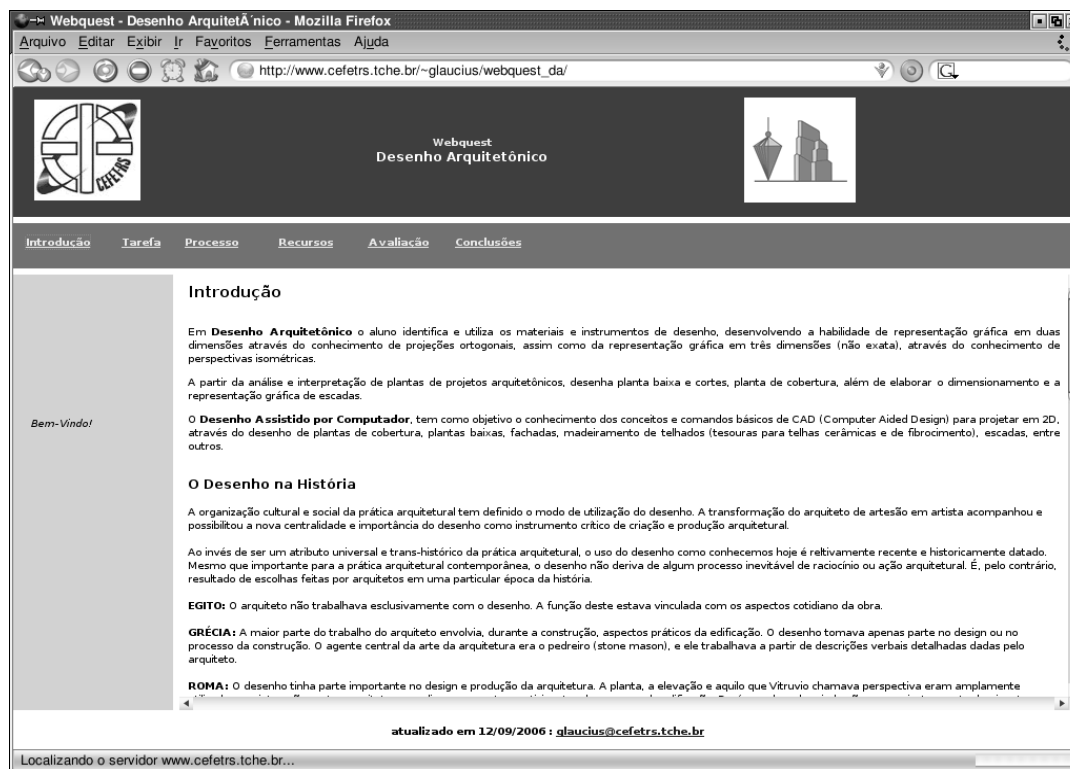 Webquest - Desenho ArquitetÃ´nico - Mozilla Firefox
Arquivo Editar Exibir Ir Favoritos Ferramentas Ajuda
http://www.cefetrs.tche.br/~glaucius/webquest_da/
G
CEFETRS
Webquest
Desenho Arquitetônico
Introdução Tarefa Processo Recursos Avaliação Conclusões
Bem-Vindo!
Introdução
Em Desenho Arquitetônico o aluno identifica e utiliza os materiais e instrumentos de desenho, desenvolvendo a habilidade de representação gráfica em duas
dimensões através do conhecimento de projeções ortogonais, assim como da representação gráfica em três dimensões (não exata), através do conhecimento de
perspectivas isométricas.
A partir da análise e interpretação de plantas de projetos arquitetônicos, desenha planta baixa e cortes, planta de cobertura, além de elaborar o dimensionamento e a
representação gráfica de escadas.
O Desenho Assistido por Computador, tem como objetivo o conhecimento dos conceitos e comandos básicos de CAD (Computer Aided Design) para projetar em 2D,
através do desenho de plantas de cobertura, plantas baixas, fachadas, madeiramento de telhados (tesouras para telhas cerâmicas e de fibrocimento), escadas, entre
outros.
O Desenho na História
A organização cultural e social da prática arquitetural tem definido o modo de utilização do desenho. A transformação do arquiteto de artesão em artista acompanhou e
possibilitou a nova centralidade e importância do desenho como instrumento crítico de criação e produção arquitetural.
Ao invés de ser um atributo universal e trans-histórico da prática arquitetural, o uso do desenho como conhecemos hoje é reltivamente recente e historicamente datado.
Mesmo que importante para a prática arquitetural contemporânea, o desenho não deriva de algum processo inevitável de raciocínio ou ação arquitetural. É, pelo contrário,
resultado de escolhas feitas por arquitetos em uma particular época da história.
EGITO: O arquiteto não trabalhava esclusivamente com o desenho. A função deste estava vinculada com os aspectos cotidiano da obra.
GRÉCIA: A maior parte do trabalho do arquiteto envolvia, durante a construção, aspectos práticos da edificação. O desenho tomava apenas parte no design ou no
processo da construção. O agente central da arte da arquitetura era o pedreiro (stone mason), e ele trabalhava a partir de descrições verbais detalhadas dadas pelo
arquiteto.
ROMA: O desenho tinha parte importante no design e produção da arquitetura. A planta, a elevação e aquilo que Vitruvio chamava perspectiva eram amplamente
atualizado em 12/09/2006 : glaucius@cefetrs.tche.br
Localizando o servidor www.cefetrs.tche.br...